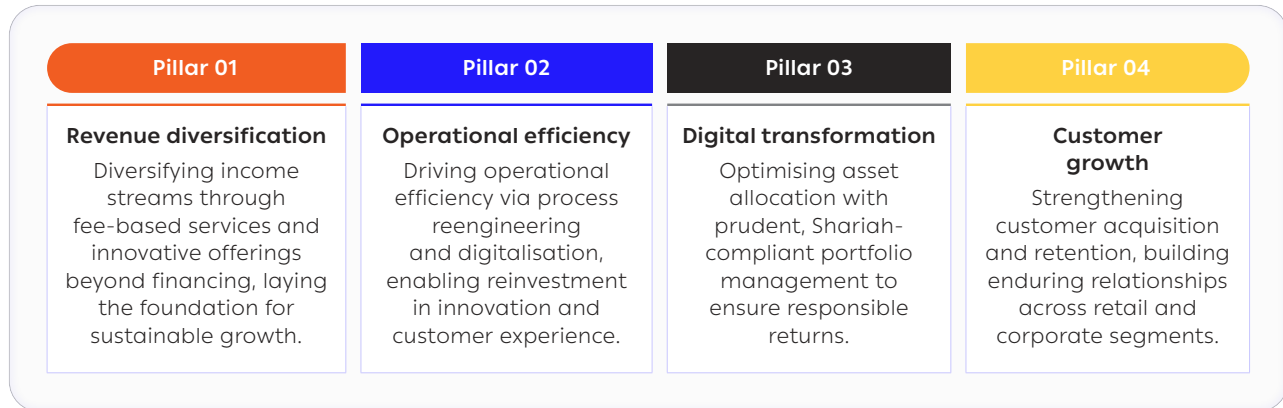 Pillar 01
Revenue diversification
Diversifying income
streams through
fee-based services and
innovative offerings
beyond financing, laying
the foundation for
sustainable growth.
Pillar 02
Operational efficiency
Driving operational
efficiency via process
reengineering
and digitalisation,
enabling reinvestment
in innovation and
customer experience.
Pillar 03
Digital transformation
Optimising asset
allocation with
prudent, Shariah-
compliant portfolio
management to
ensure responsible
returns.
Pillar 04
Customer
growth
Strengthening
customer acquisition
and retention, building
enduring relationships
across retail and
corporate segments.